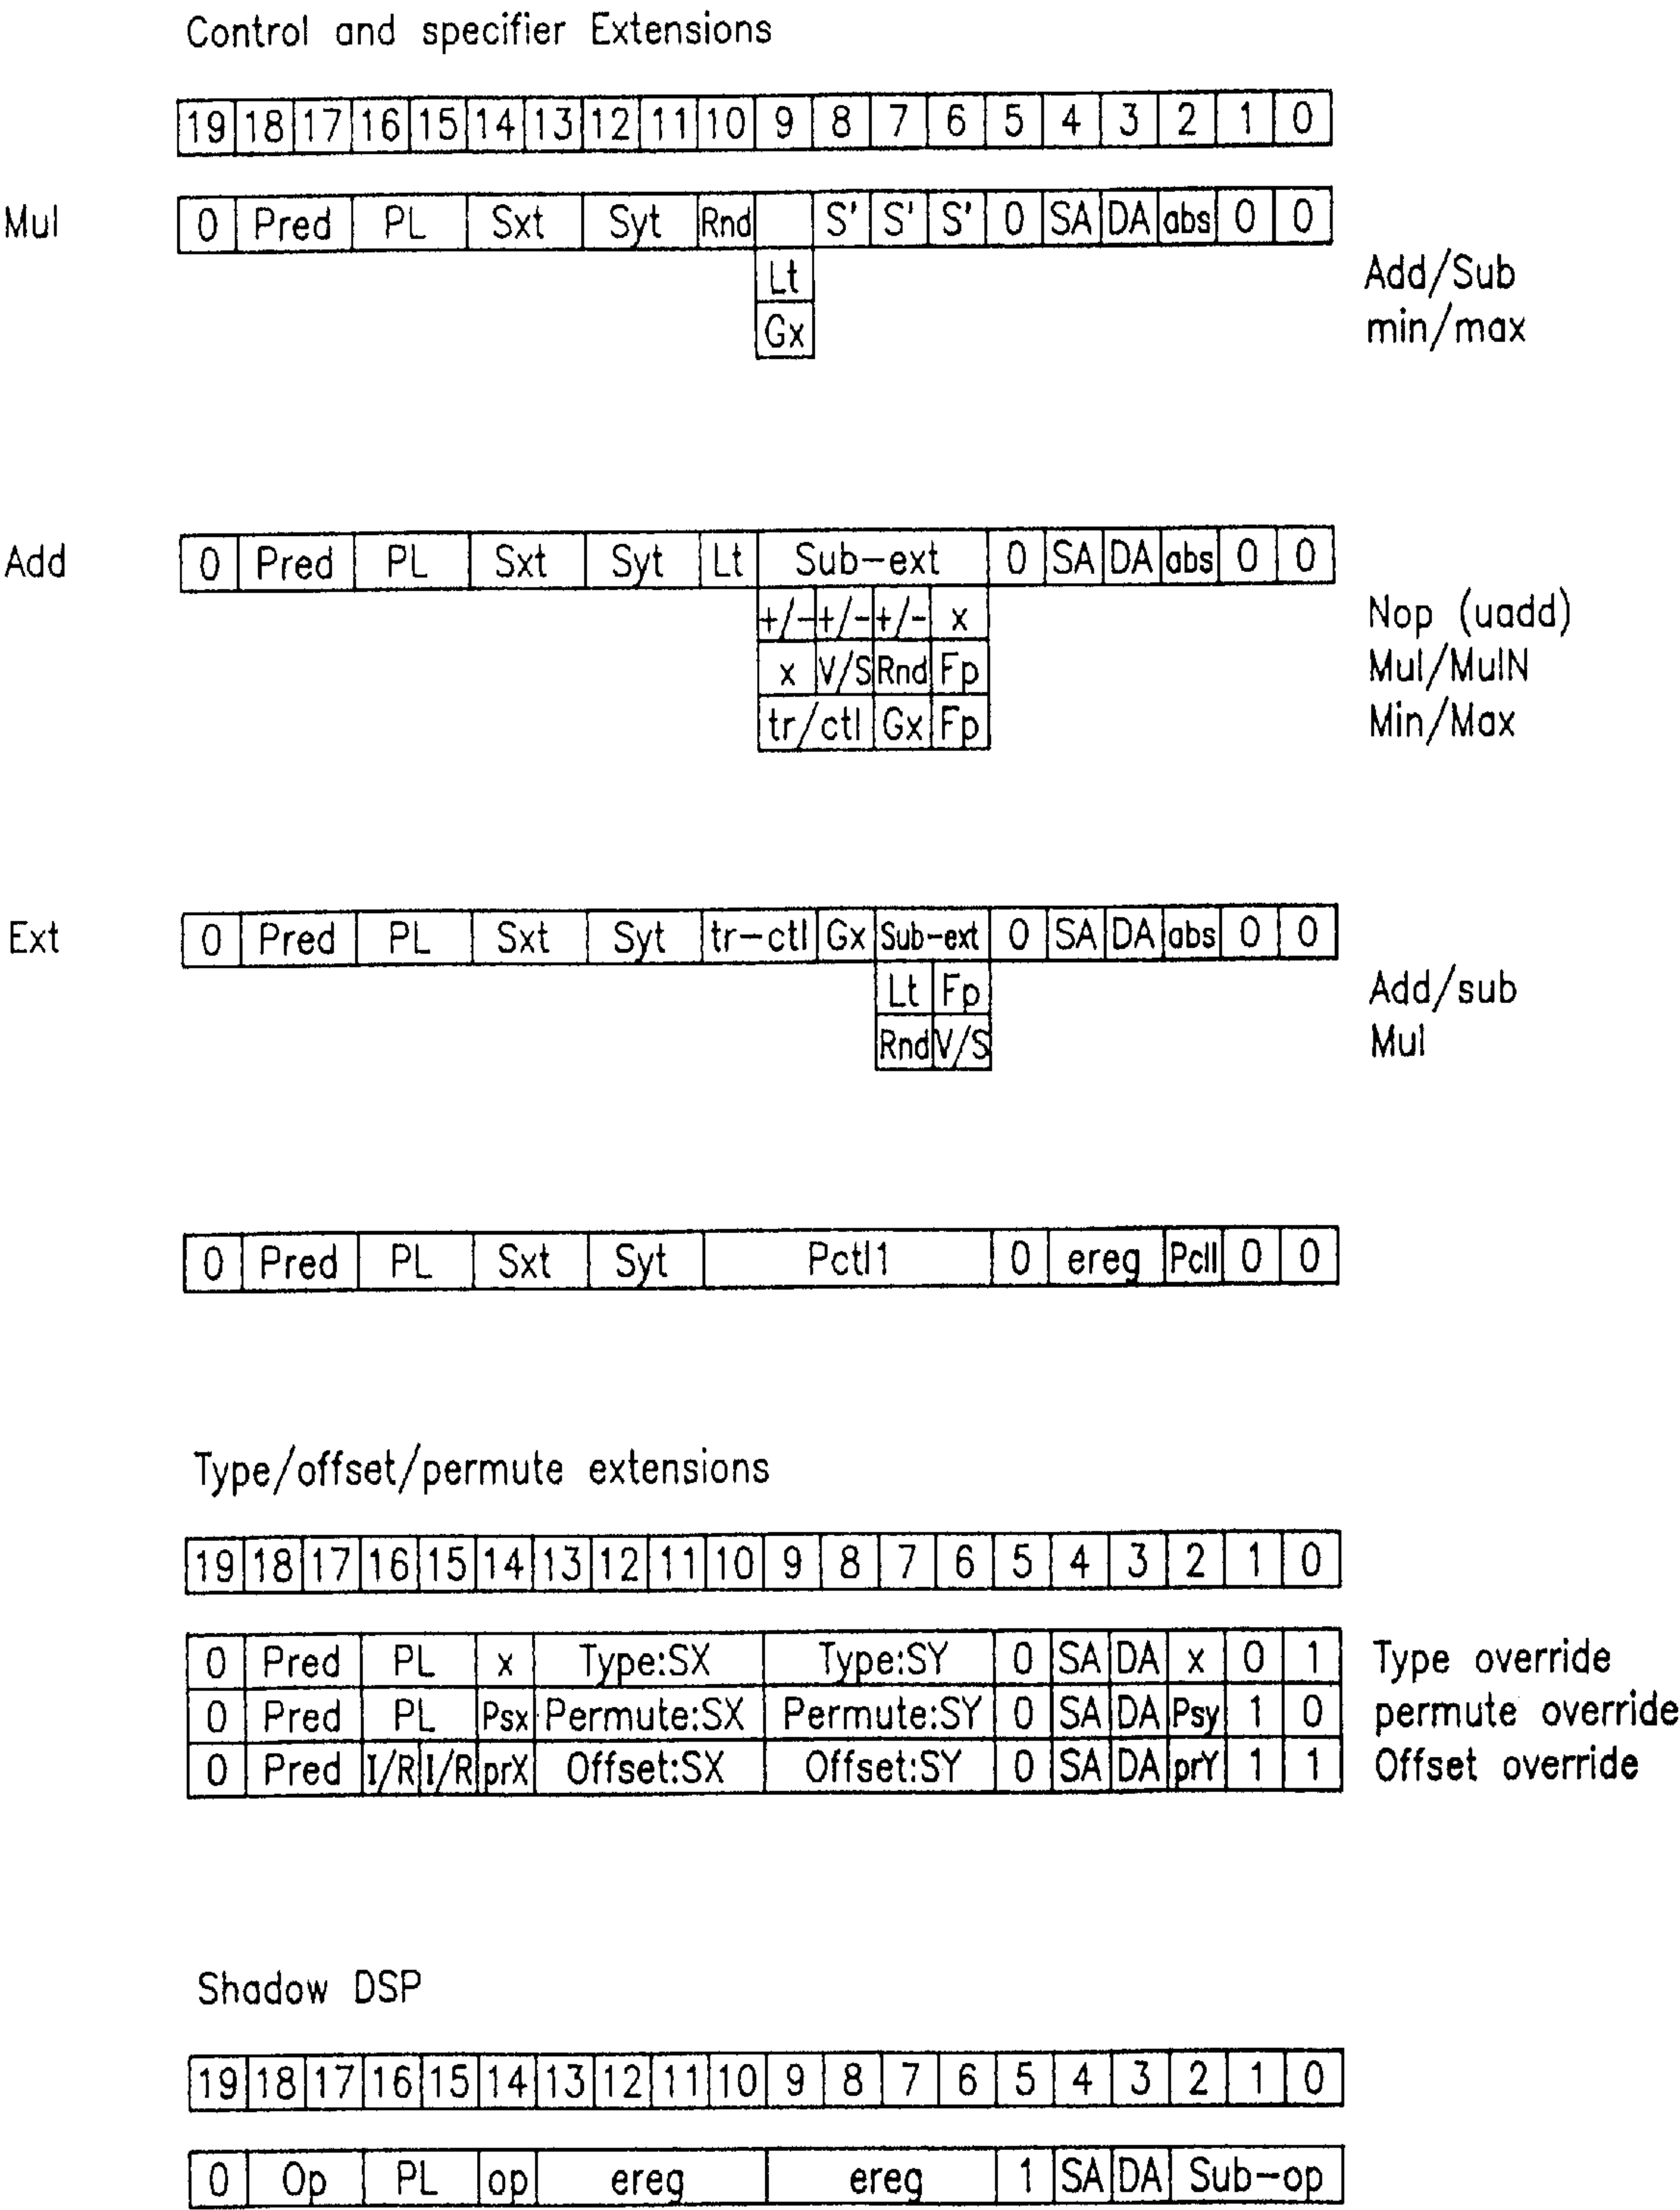 Control and specifier Extensions
19 18 17 16 15 14 13 12 11 10 9 8 7 6 5 4 3 2 1 0
Mul 0 Pred PL Sxt Syt Rnd S' S' S' 0 SA DA abs 0 0
Lt Add/Sub
Gx min/max
Add 0 Pred PL Sxt Syt Lt Sub-ext 0 SA DA abs 0 0
+/- +/- +/- x Nop (uadd)
x V/S Rnd Fp Mul/MulN
tr/ctl Gx Fp Min/Max
Ext 0 Pred PL Sxt Syt tr-ctl Gx Sub-ext 0 SA DA abs 0 0
Lt Fp Add/sub
Rnd V/S Mul
0 Pred PL Sxt Syt Pctl1 0 ereg Pcll 0 0
Type/offset/permute extensions
19 18 17 16 15 14 13 12 11 10 9 8 7 6 5 4 3 2 1 0
0 Pred PL x Type:SX Type:SY 0 SA DA x 0 1 Type override
0 Pred PL Psx Permute:SX Permute:SY 0 SA DA Psy 1 0 permute override
0 Pred I/R I/R prX Offset:SX Offset:SY 0 SA DA prY 1 1 Offset override
Shadow DSP
19 18 17 16 15 14 13 12 11 10 9 8 7 6 5 4 3 2 1 0
0 Op PL op ereg ereg 1 SA DA Sub-op